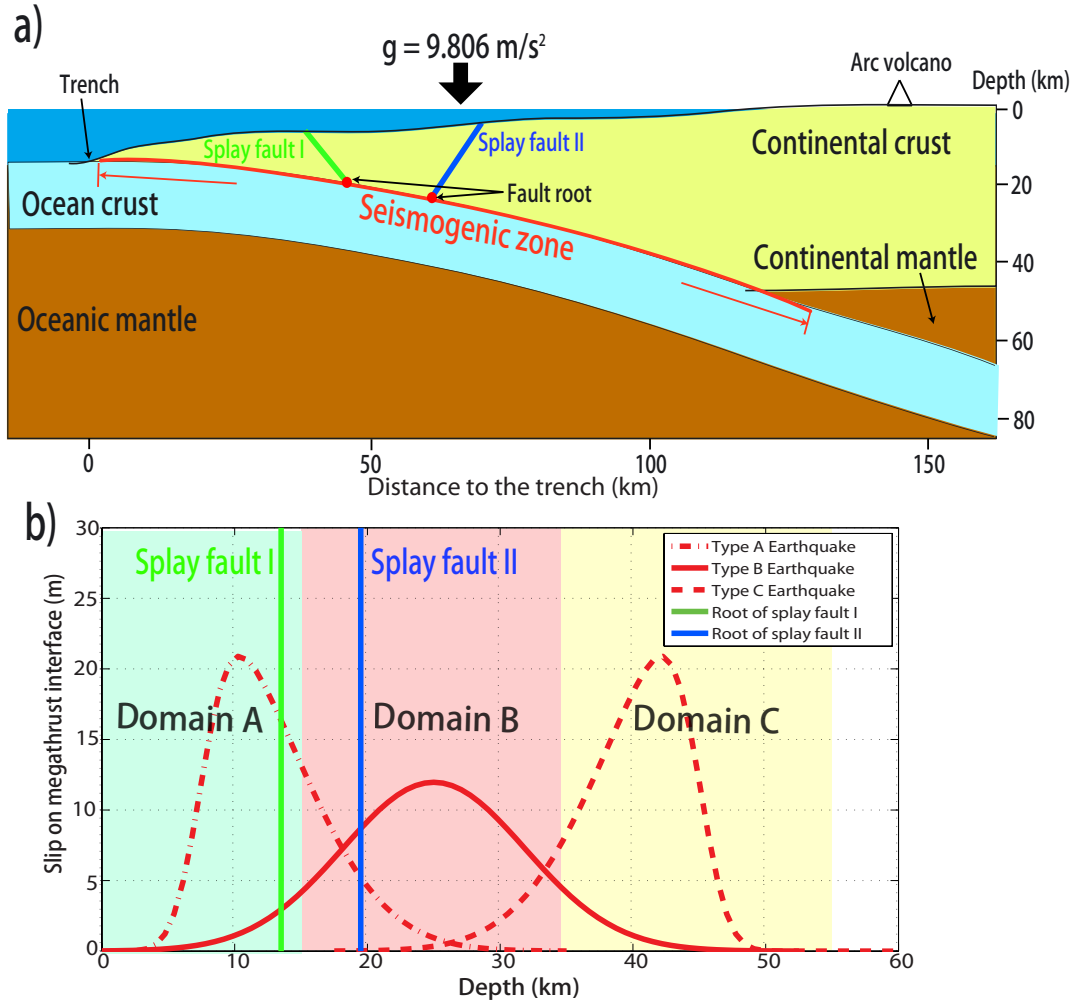 a)
g = 9.806 m/s²
Trench
Arc volcano
Depth (km)
0
Splay fault I
Splay fault II
Continental crust
Fault root
20
Ocean crust
Seismogenic zone
40
Continental mantle
Oceanic mantle
60
80
0
50
100
150
Distance to the trench (km)
b)
30
Splay fault I
Splay fault II
Type A Earthquake
Type B Earthquake
Type C Earthquake
Root of splay fault I
Root of splay fault II
25
20
Domain A
Domain B
Domain C
15
10
5
0
Slip on megathrust interface (m)
0
10
20
30
40
50
60
Depth (km)